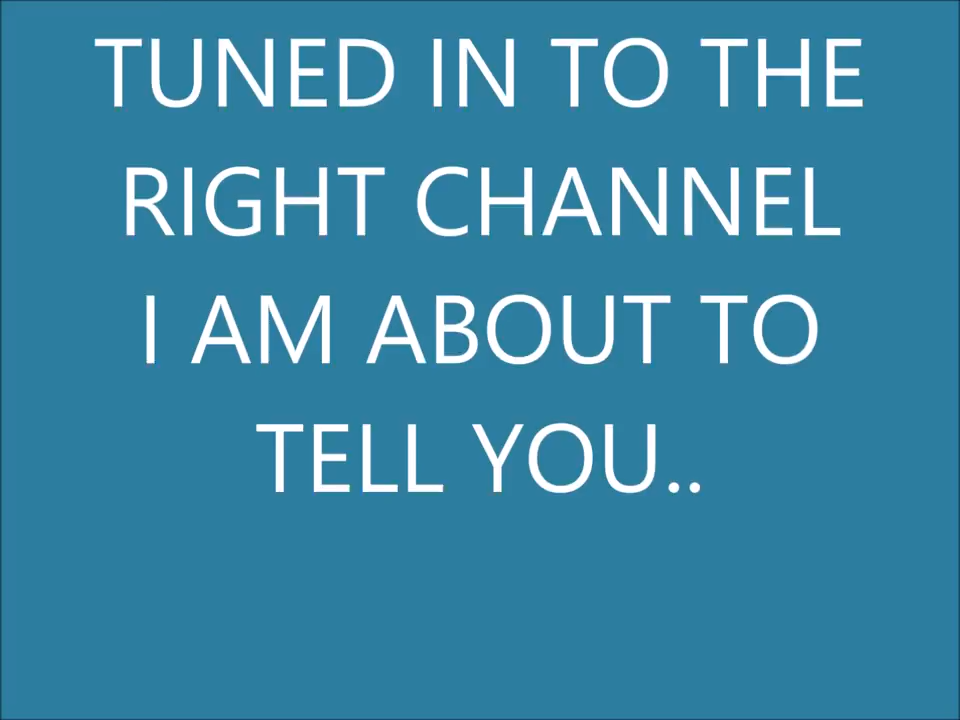 TUNED IN TO THE
RIGHT CHANNEL
I AM ABOUT TO
TELL YOU..